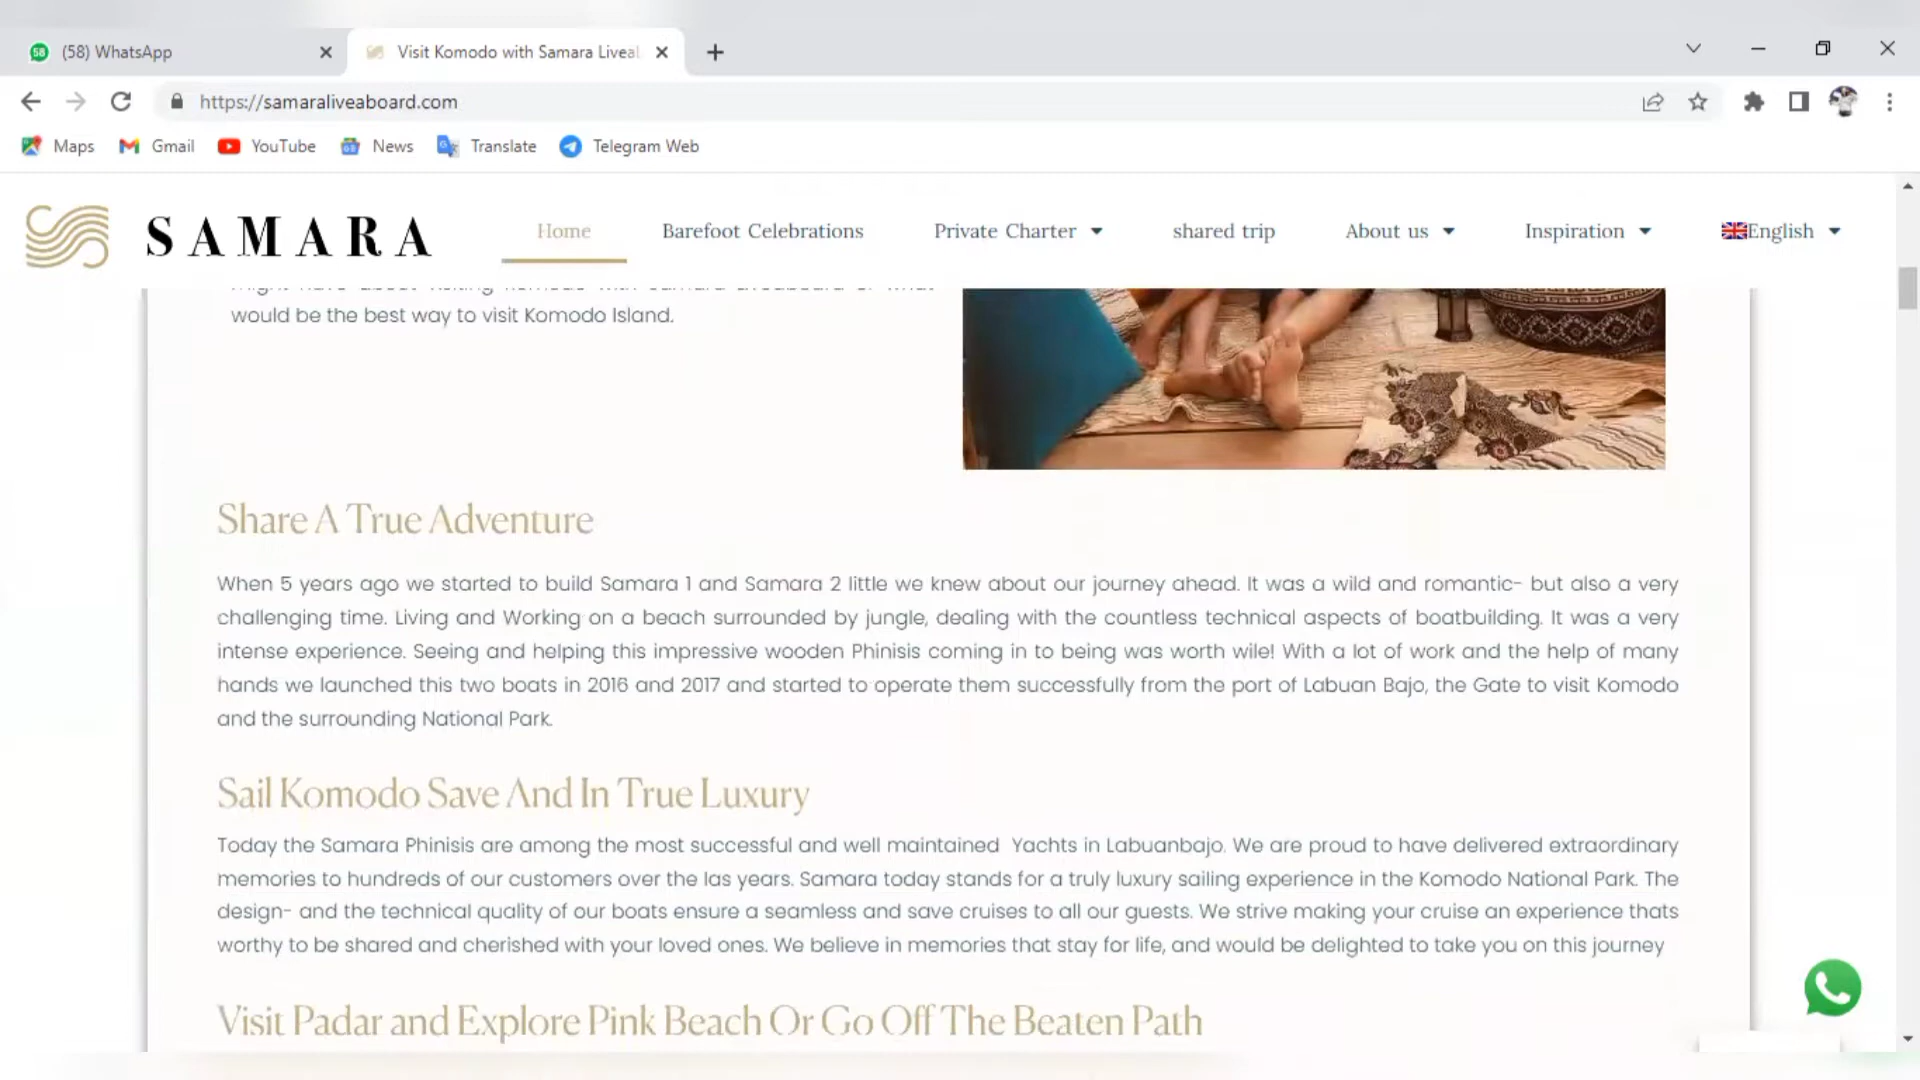 58
(58) WhatsApp
Visit Komodo with Samara Liveal
https://samaraliveaboard.com
Maps
Gmail
YouTube
News
Translate
Telegram Web
SAMARA
Home
Barefoot Celebrations
Private Charter
shared trip
About us
Inspiration
English
would be the best way to visit Komodo Island.
Share A True Adventure
When 5 years ago we started to build Samara 1 and Samara 2 little we knew about our journey ahead. It was a wild and romantic- but also a very
challenging time. Living and Working on a beach surrounded by jungle, dealing with the countless technical aspects of boatbuilding. It was a very
intense experience. Seeing and helping this impressive wooden Phinisis coming in to being was worth wile! With a lot of work and the help of many
hands we launched this two boats in 2016 and 2017 and started to operate them successfully from the port of Labuan Bajo, the Gate to visit Komodo
and the surrounding National Park.
Sail Komodo Save And In True Luxury
Today the Samara Phinisis are among the most successful and well maintained Yachts in Labuanbajo. We are proud to have delivered extraordinary
memories to hundreds of our customers over the las years. Samara today stands for a truly luxury sailing experience in the Komodo National Park. The
design- and the technical quality of our boats ensure a seamless and save cruises to all our guests. We strive making your cruise an experience thats
worthy to be shared and cherished with your loved ones. We believe in memories that stay for life, and would be delighted to take you on this journey
Visit Padar and Explore Pink Beach Or Go Off The Beaten Path